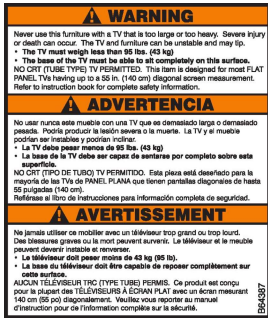 WARNING
Never use this furniture with a TV that is too large or too heavy. Severe injury
or death can occur. The TV and furniture can be unstable and may tip.
• The TV must weigh less than 95 lbs. (43 kg)
• The base of the TV must be able to sit completely on this surface.
NO CRT (TUBE TYPE) TV PERMITTED. This item is designed for most FLAT
PANEL TVs having up to a 55 in. (140 cm) diagonal screen measurement.
Refer to instruction book for complete safety information.
ADVERTENCIA
No usar nunca este mueble con una TV que es demasiado larga o demasiado
pesada. Podría producir la lesión severa o la muerte. La TV y el mueble
podrían ser instables y podrían inclinar.
• La TV debe pesar menos de 95 lbs. (43 kg)
• La base de la TV debe ser capaz de sentarse por completo sobre esta
superficie.
NO CRT (TIPO DE TUBO) TV PERMITIDO. Esta pieza está deseñado para la
mayoría de las TVs de PANEL PLANA que tienen pantallas diagonales de hasta
55 pulgadas (140 cm).
Refiérase al libro de instrucciones para información completa de seguridad.
AVERTISSEMENT
Ne jamais utiliser ce mobilier avec un téléviseur trop grand ou trop lourd.
Des blessures graves ou la mort peuvent survenir. Le téléviseur et le meuble
peuvent devenir instable et renverser.
• Le téléviseur doit peser moins de 43 kg (95 lb).
• La base du téléviseur doit être capable de reposer complètement sur
cette surface.
AUCUN TÉLÉVISEUR TRC (TYPE TUBE) PERMIS. Ce produit est conçu
pour la plupart des TÉLÉVISEURS À ÉCRAN PLAT avec un écran mesurant
140 cm (55 po) diagonalement. Veuillez vous reporter au manuel
d'instruction pour de l'information complète sur la sécurité.
B64387